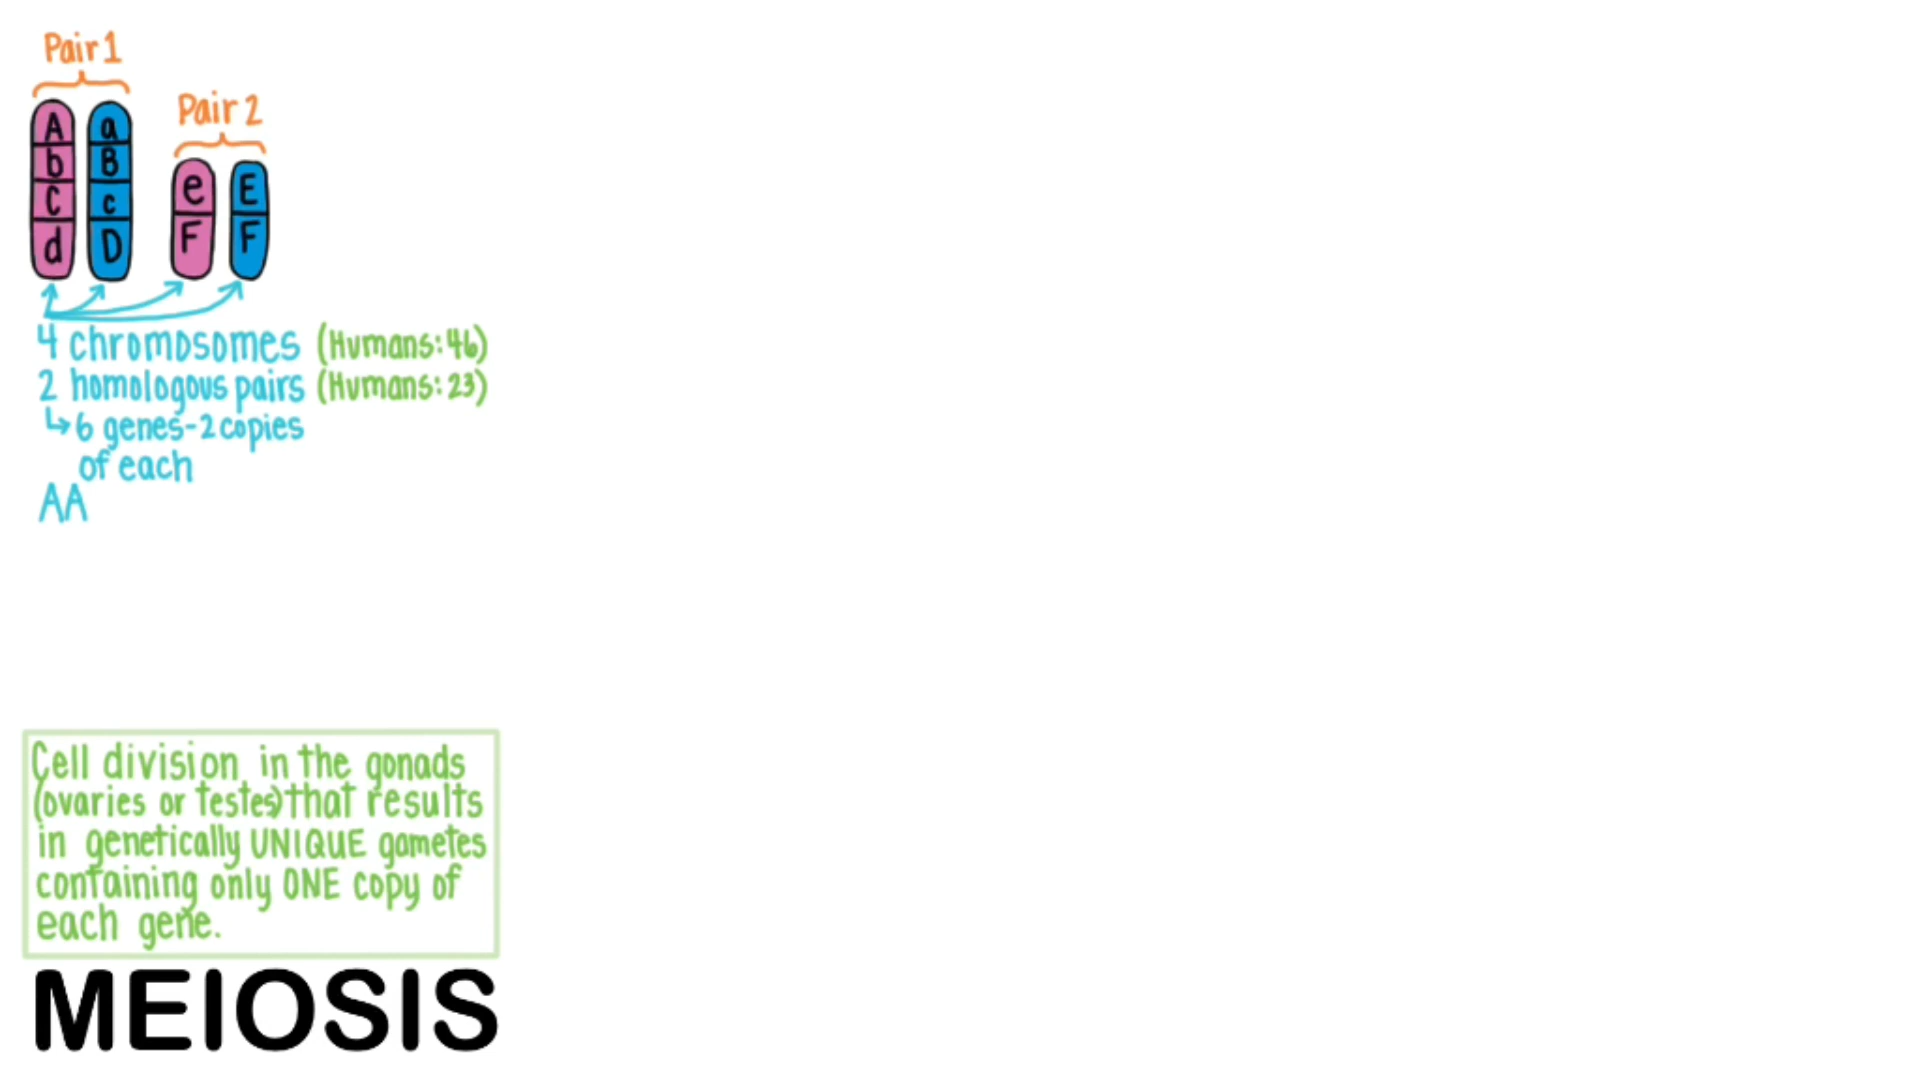 Pair 1
Pair 2
A a
b B
C c
d D
e E
F F
4 chromosomes (Humans: 46)
2 homologous pairs (Humans: 23)
↳ 6 genes - 2 copies
of each
AA
Cell division in the gonads
(ovaries or testes) that results
in genetically UNIQUE gametes
containing only ONE copy of
each gene.
MEIOSIS